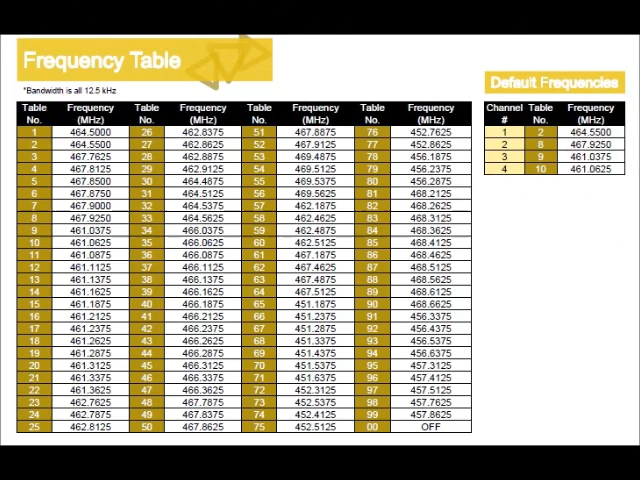 Frequency Table
*Bandwidth is all 12.5 kHz
Default Frequencies
Table No. Frequency (MHz) Table No. Frequency (MHz) Table No. Frequency (MHz) Table No. Frequency (MHz)
1 464.5000 26 462.8375 51 467.8875 76 452.7625
2 464.5500 27 462.8625 52 467.9125 77 452.8625
3 467.7625 28 462.8875 53 469.4875 78 456.1875
4 467.8125 29 462.9125 54 469.5125 79 456.2375
5 467.8500 30 464.4875 55 469.5375 80 456.2875
6 467.8750 31 464.5125 56 469.5625 81 468.2125
7 467.9000 32 464.5375 57 462.1875 82 468.2625
8 467.9250 33 464.5625 58 462.4625 83 468.3125
9 461.0375 34 466.0375 59 462.4875 84 468.3625
10 461.0625 35 466.0625 60 462.5125 85 468.4125
11 461.0875 36 466.0875 61 467.1875 86 468.4625
12 461.1125 37 466.1125 62 467.4625 87 468.5125
13 461.1375 38 466.1375 63 467.4875 88 468.5625
14 461.1625 39 466.1625 64 467.5125 89 468.6125
15 461.1875 40 466.1875 65 451.1875 90 468.6625
16 461.2125 41 466.2125 66 451.2375 91 456.3375
17 461.2375 42 466.2375 67 451.2875 92 456.4375
18 461.2625 43 466.2625 68 451.3375 93 456.5375
19 461.2875 44 466.2875 69 451.4375 94 456.6375
20 461.3125 45 466.3125 70 451.5375 95 457.3125
21 461.3375 46 466.3375 71 451.6375 96 457.4125
22 461.3625 47 466.3625 72 452.3125 97 457.5125
23 462.7625 48 467.7875 73 452.5375 98 457.7625
24 462.7875 49 467.8375 74 452.4125 99 457.8625
25 462.8125 50 467.8625 75 452.5125 00 OFF
Channel # Table No. Frequency (MHz)
1 2 464.5500
2 8 467.9250
3 9 461.0375
4 10 461.0625